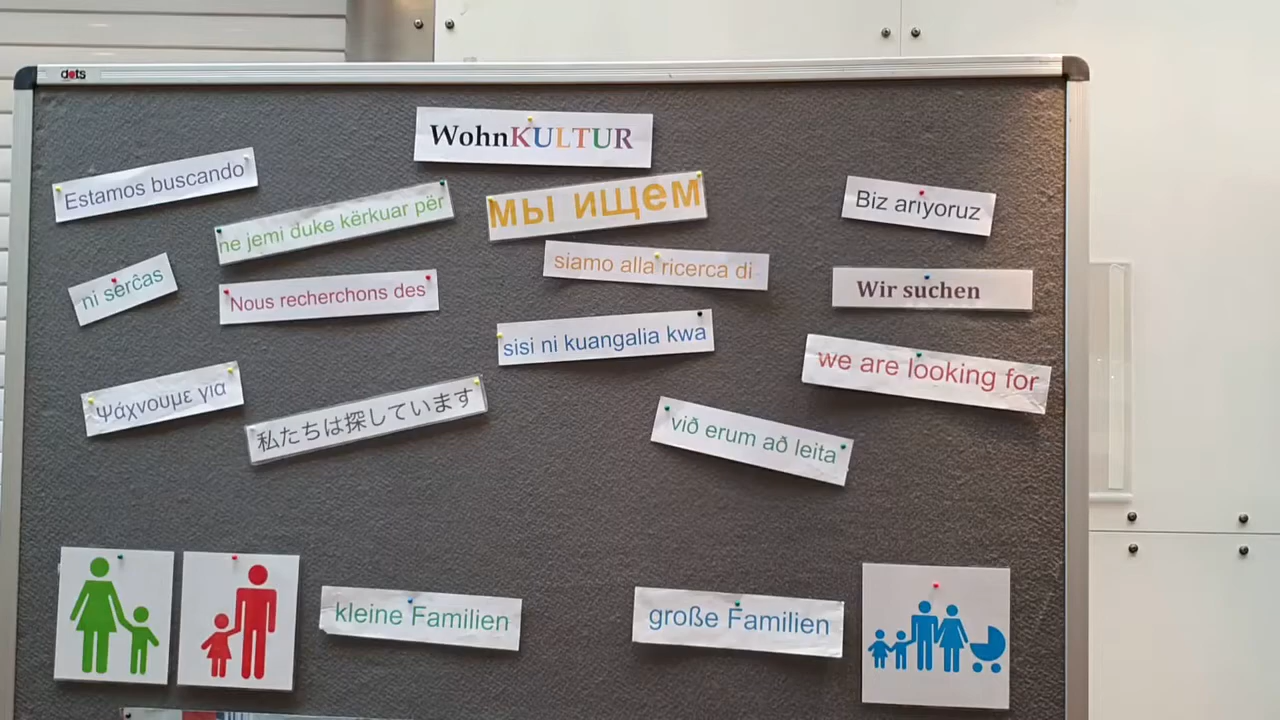 dots
WohnKULTUR
Estamos buscando
ne jemi duke kërkuar për
мы ищем
Biz arıyoruz
siamo alla ricerca di
ni serĉas
Nous recherchons des
Wir suchen
sisi ni kuangalia kwa
we are looking for
Ψάχνουμε για
私たちは探しています
við erum að leita
kleine Familien
große Familien